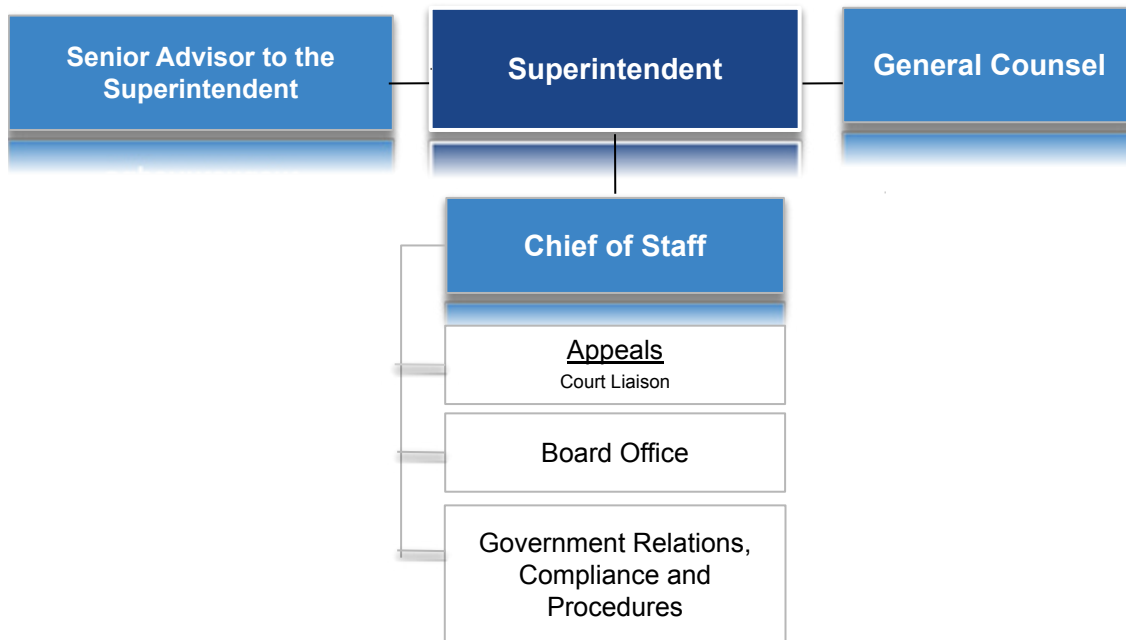 Senior Advisor to the
Superintendent
Superintendent
General Counsel
Chief of Staff
Appeals
Court Liaison
Board Office
Government Relations,
Compliance and
Procedures